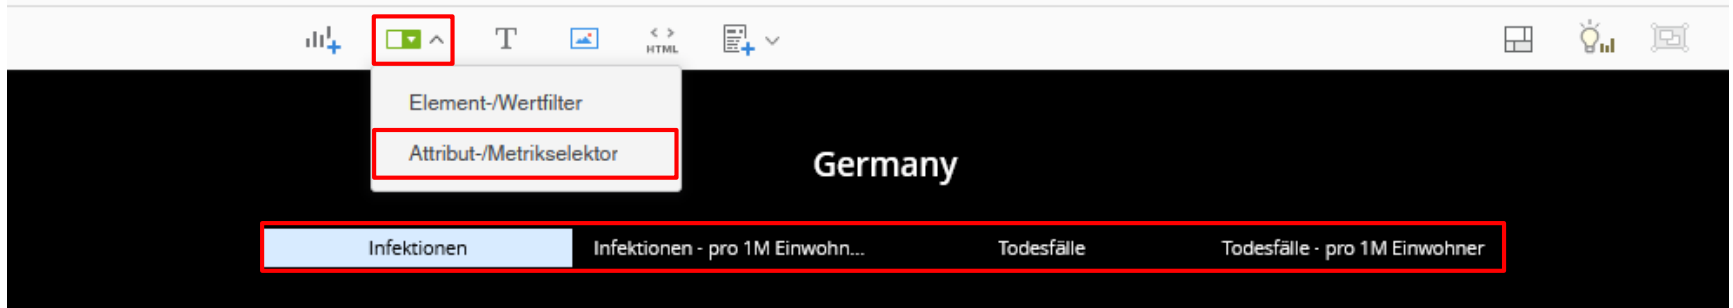 T
< >
HTML
Element-/Wertfilter
Attribut-/Metrikselektor
Germany
Infektionen Infektionen - pro 1M Einwohn... Todesfälle Todesfälle - pro 1M Einwohner